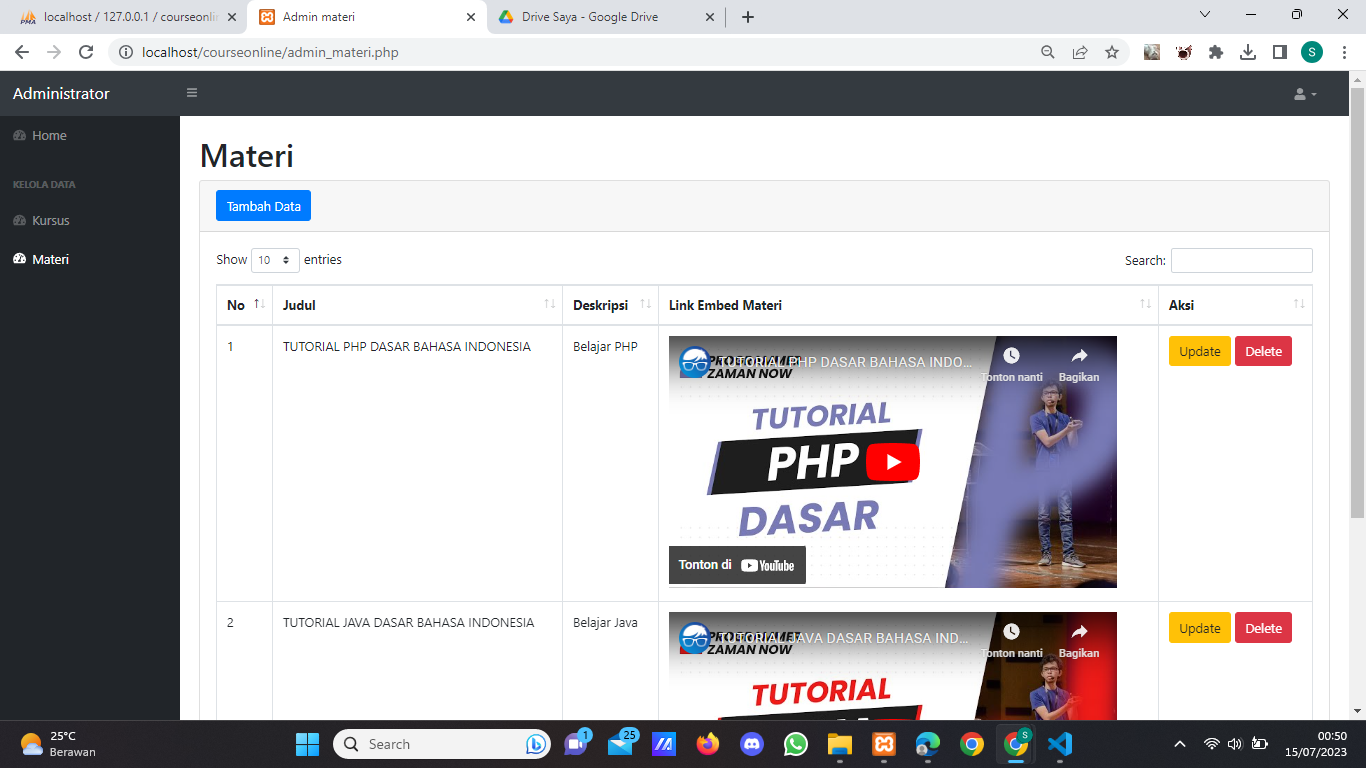 localhost / 127.0.0.1 / courseonlin
Admin materi
Drive Saya - Google Drive
localhost/courseonline/admin_materi.php
S
Administrator
Home
KELOLA DATA
Kursus
Materi
Materi
Tambah Data
Show 10 entries
Search:
No Judul Deskripsi Link Embed Materi Aksi
1 TUTORIAL PHP DASAR BAHASA INDONESIA Belajar PHP
TUTORIAL PHP DASAR BAHASA INDO...
ZAMAN NOW
Tonton nanti Bagikan
TUTORIAL
PHP
DASAR
Tonton di YouTube
Update Delete
2 TUTORIAL JAVA DASAR BAHASA INDONESIA Belajar Java
TUTORIAL JAVA DASAR BAHASA IND...
ZAMAN NOW
Tonton nanti Bagikan
TUTORIAL
Update Delete
25°C
Berawan
Search
1
25
S
00:50
15/07/2023